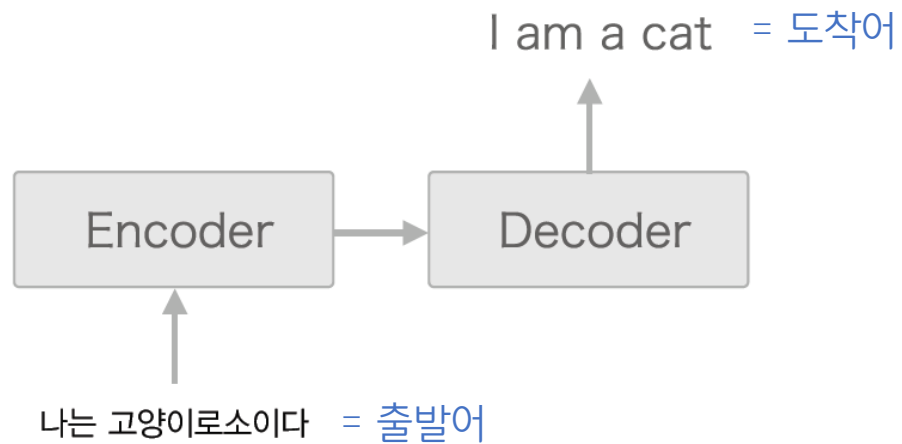 I am a cat = 도착어
Encoder Decoder
나는 고양이로소이다 = 출발어